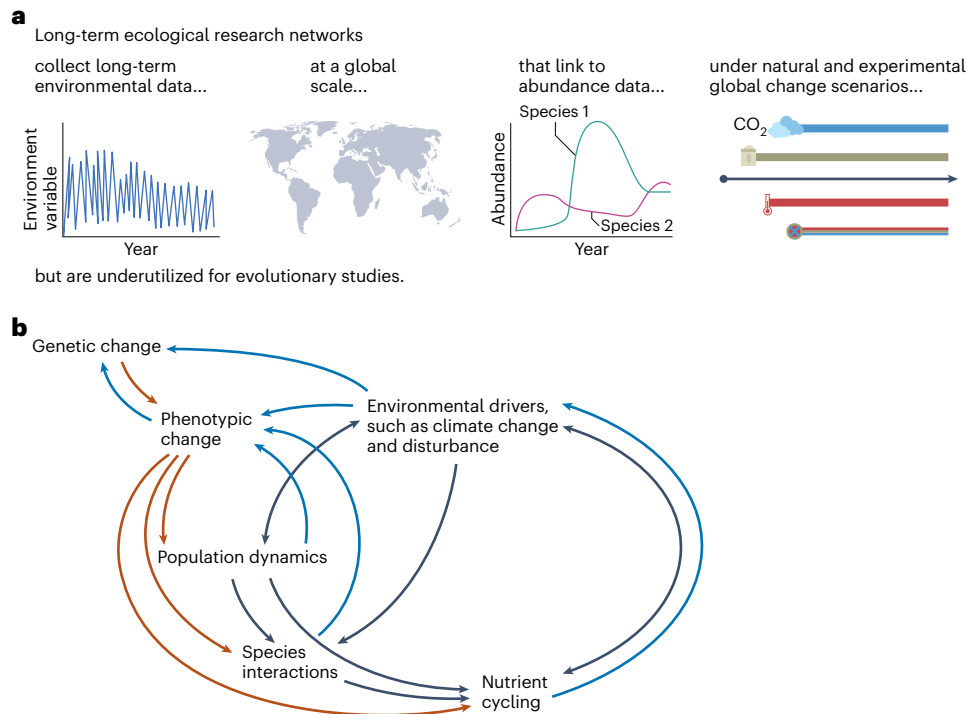 a
Long-term ecological research networks
collect long-term
environmental data...
at a global
scale...
that link to
abundance data...
under natural and experimental
global change scenarios...
Environment
variable
Year
Abundance
Species 1
Species 2
Year
CO2
but are underutilized for evolutionary studies.
b
Genetic change
Phenotypic
change
Environmental drivers,
such as climate change
and disturbance
Population dynamics
Species
interactions
Nutrient
cycling